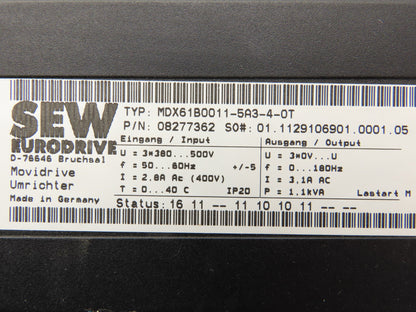 SEW
EURODRIVE
D-76646 Bruchsal
Movidrive
Umrichter
Made in Germany
TYP: MDX61B0011-5A3-4-0T
P/N: 08277362 SO#: 01.1129106901.0001.05
Eingang / Input
U = 3*380...500V
f = 50...60Hz +/-5
I = 2.8A AC (400V)
T = 0...40 C IP20
Ausgang / Output
U = 3*0V...U
f = 0...180Hz
I = 3.1A AC
P = 1.1kVA Lastart M
Status: 16 11 -- 11 10 10 11 -- --